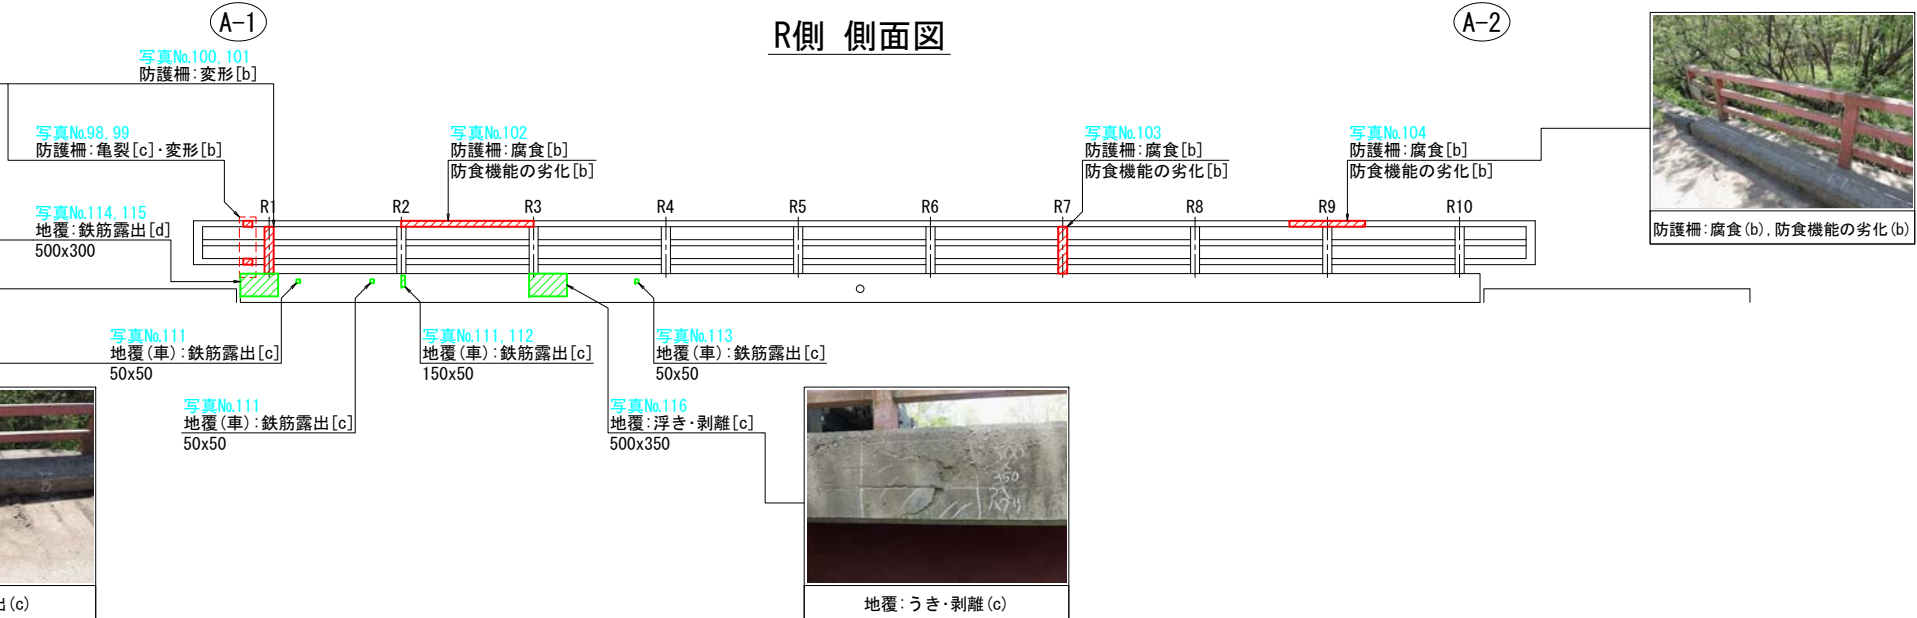 A-1
R側 側面図
A-2
写真No.100,101
防護柵:変形[b]
写真No.98,99
防護柵:亀裂[c]・変形[b]
写真No.102
防護柵:腐食[b]
防食機能の劣化[b]
写真No.103
防護柵:腐食[b]
防食機能の劣化[b]
写真No.104
防護柵:腐食[b]
防食機能の劣化[b]
写真No.114,115
地覆:鉄筋露出[d]
500x300
R1 R2 R3 R4 R5 R6 R7 R8 R9 R10
防護柵:腐食(b),防食機能の劣化(b)
写真No.111
地覆(車):鉄筋露出[c]
50x50
写真No.111,112
地覆(車):鉄筋露出[c]
150x50
写真No.113
地覆(車):鉄筋露出[c]
50x50
写真No.111
地覆(車):鉄筋露出[c]
50x50
写真No.116
地覆:浮き・剥離[c]
500x350
500
×
350
ウキ
ハクリ
出(c)
地覆:うき・剥離(c)